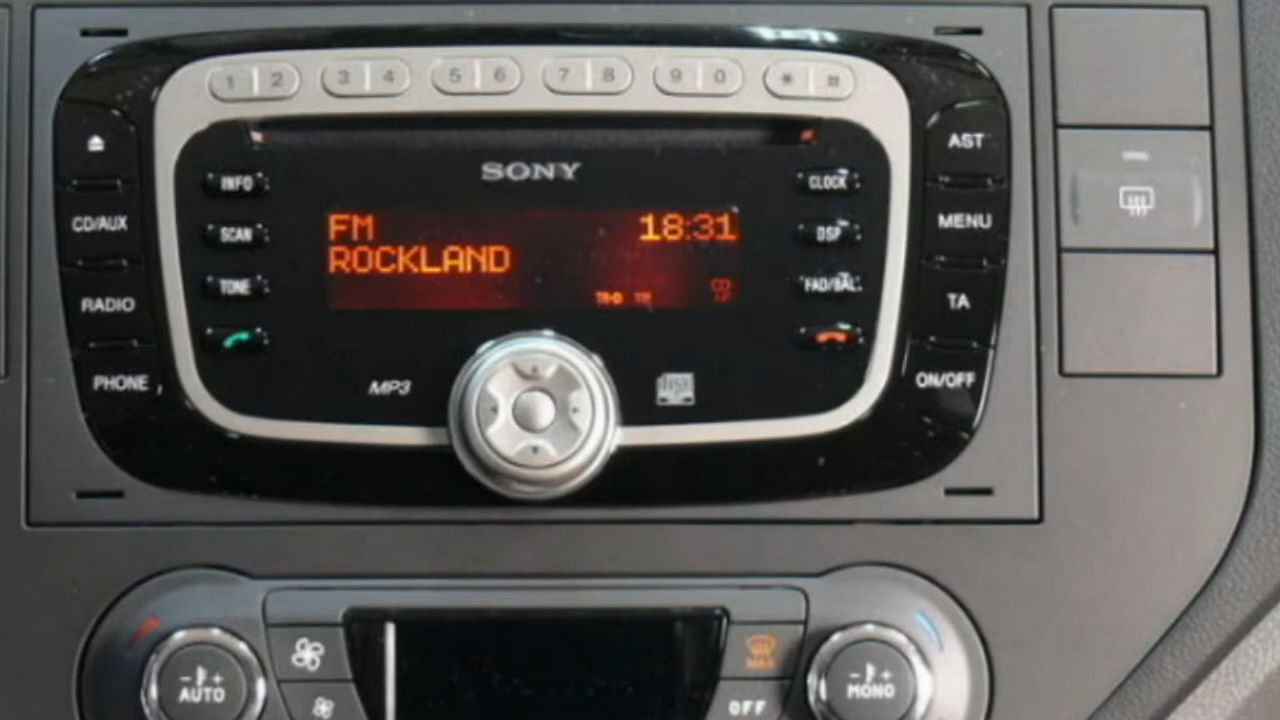 1 2 3 4 5 6 7 8 9 0 * #
AST
SONY
INFO
CLOCK
CD/AUX
FM 18:31
MENU
SCAN
DSP
ROCKLAND
TONE
FAD/BAL
RADIO
TA
CD
PHONE
MP3
ON/OFF
- + AUTO
MAX
- + MONO
OFF